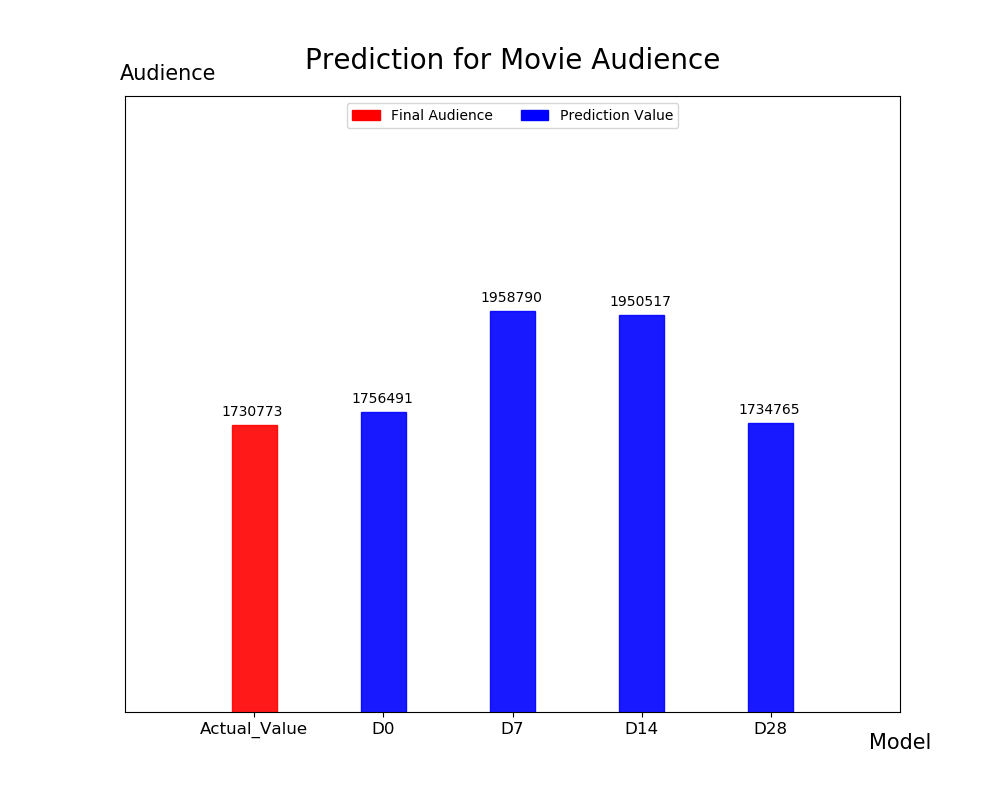 Prediction for Movie Audience
Audience
Final Audience Prediction Value
1958790
1950517
1756491
1734765
1730773
Actual_Value D0 D7 D14 D28
Model